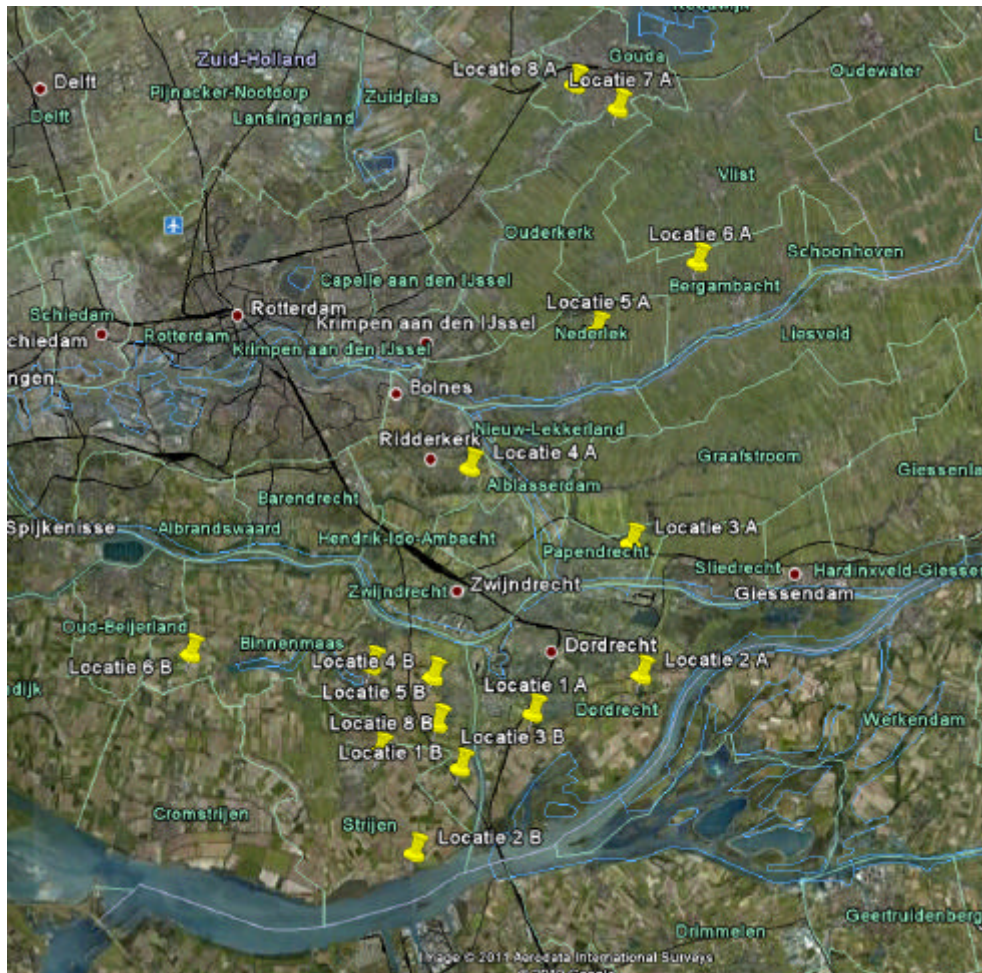 Gouda
Locatie 8 A
Locatie 7 A
Oudewater
Zuid-Holland
Delft
Delft
Pijnacker-Nootdorp
Zuidplas
Lansingerland
Vlist
Ouderkerk
Locatie 6 A
Schoonhoven
Capelle aan den IJssel
Bergambacht
Schiedam
Rotterdam
Locatie 5 A
Krimpen aan den IJssel
Rotterdam
Nederlek
Liesveld
chiedam
Krimpen aan den IJssel
ingen
Bolnes
Nieuw-Lekkerland
Ridderkerk
Locatie 4 A
Graafstroom
Giessenla
Alblasserdam
Barendrecht
Spijkenisse
Albrandswaard
Hendrik-Ido-Ambacht
Locatie 3 A
Papendrecht
Sliedrecht
Hardinxveld-Giessen
Zwijndrecht
Zwijndrecht
Giessendam
Oud-Beijerland
Binnenmaas
Dordrecht
Locatie 6 B
Locatie 4 B
Locatie 2 A
Locatie 5 B
Locatie 1 A
dijk
Dordrecht
Locatie 8 B
Werkendam
Locatie 1 B
Locatie 3 B
Cromstrijen
Strijen
Locatie 2 B
Geertruidenberg
Drimmelen
Image © 2011 Aerodata International Surveys